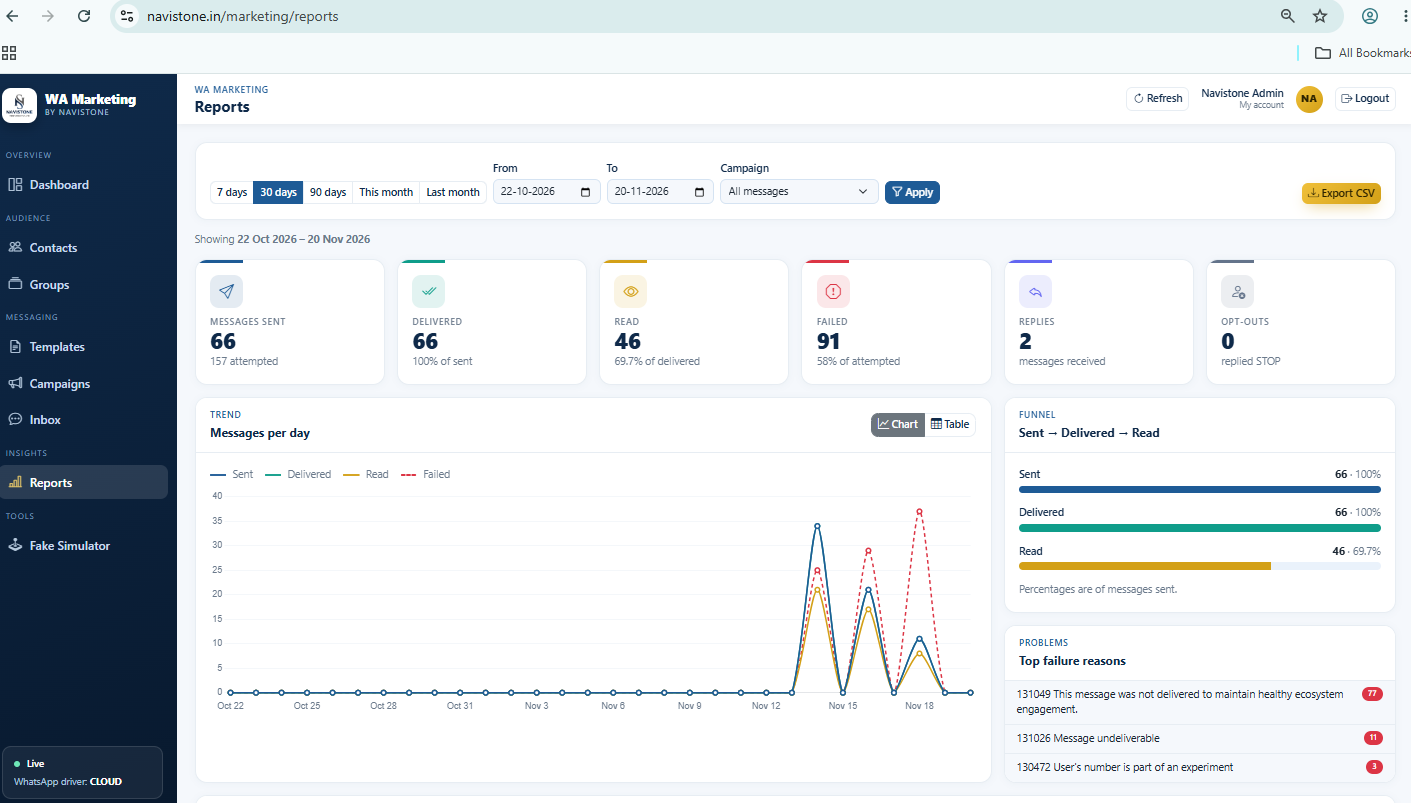 navistone.in/marketing/reports
All Bookmarks
NAVISTONE
WA Marketing
BY NAVISTONE
OVERVIEW
Dashboard
AUDIENCE
Contacts
Groups
MESSAGING
Templates
Campaigns
Inbox
INSIGHTS
Reports
TOOLS
Fake Simulator
Live
WhatsApp driver: CLOUD
WA MARKETING
Reports
Refresh
Navistone Admin
My account
NA
Logout
From
To
Campaign
7 days 30 days 90 days This month Last month 22-10-2026 20-11-2026 All messages Apply
Export CSV
Showing 22 Oct 2026 – 20 Nov 2026
MESSAGES SENT
66
157 attempted
DELIVERED
66
100% of sent
READ
46
69.7% of delivered
FAILED
91
58% of attempted
REPLIES
2
messages received
OPT-OUTS
0
replied STOP
TREND
Messages per day
Chart Table
Sent Delivered Read Failed
40
35
30
25
20
15
10
5
0
Oct 22 Oct 25 Oct 28 Oct 31 Nov 3 Nov 6 Nov 9 Nov 12 Nov 15 Nov 18
FUNNEL
Sent → Delivered → Read
Sent 66 · 100%
Delivered 66 · 100%
Read 46 · 69.7%
Percentages are of messages sent.
PROBLEMS
Top failure reasons
131049 This message was not delivered to maintain healthy ecosystem 77
engagement.
131026 Message undeliverable 11
130472 User's number is part of an experiment 3